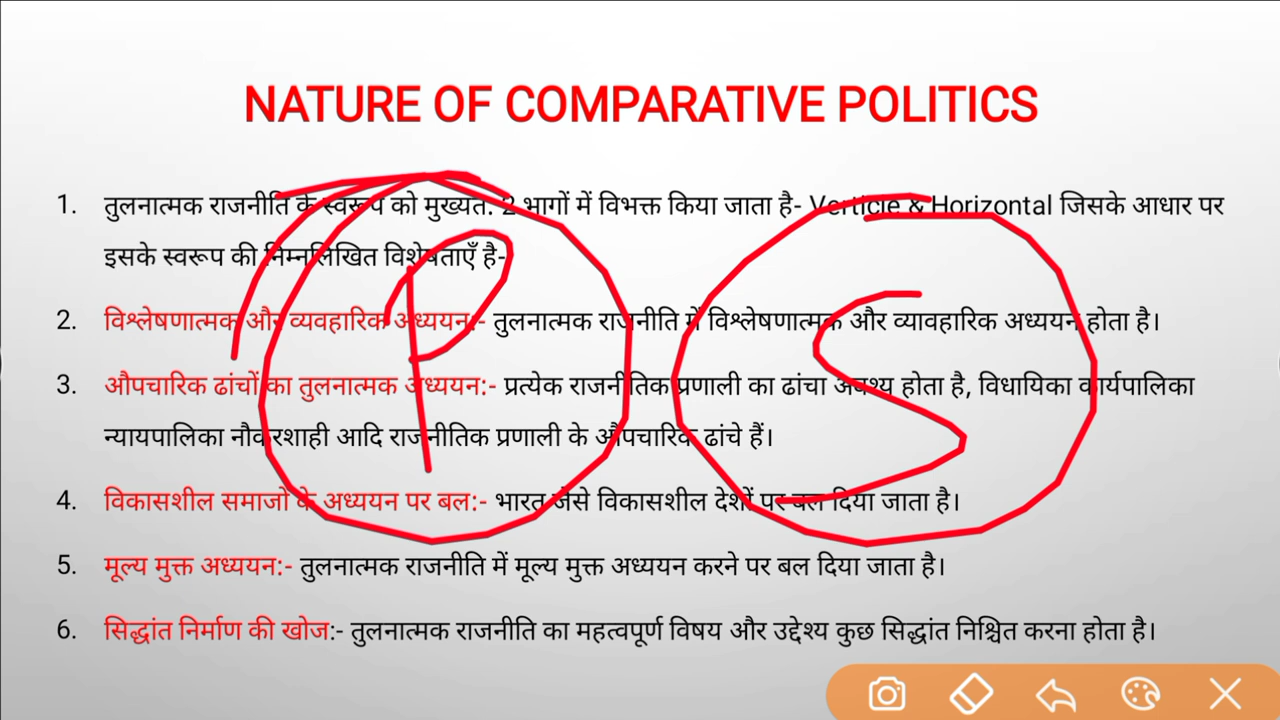 NATURE OF COMPARATIVE POLITICS
1. तुलनात्मक राजनीति के स्वरूप को मुख्यत: 2 भागों में विभक्त किया जाता है- Verticle & Horizontal जिसके आधार पर
इसके स्वरूप की निम्नलिखित विशेषताएँ है-
2. विश्लेषणात्मक और व्यवहारिक अध्ययन:- तुलनात्मक राजनीति में विश्लेषणात्मक और व्यावहारिक अध्ययन होता है।
3. औपचारिक ढांचों का तुलनात्मक अध्ययन:- प्रत्येक राजनीतिक प्रणाली का ढांचा अवश्य होता है, विधायिका कार्यपालिका
न्यायपालिका नौकरशाही आदि राजनीतिक प्रणाली के औपचारिक ढांचे हैं।
4. विकासशील समाजों के अध्ययन पर बल:- भारत जैसे विकासशील देशों पर बल दिया जाता है।
5. मूल्य मुक्त अध्ययन:- तुलनात्मक राजनीति में मूल्य मुक्त अध्ययन करने पर बल दिया जाता है।
6. सिद्धांत निर्माण की खोज:- तुलनात्मक राजनीति का महत्वपूर्ण विषय और उद्देश्य कुछ सिद्धांत निश्चित करना होता है।
P S